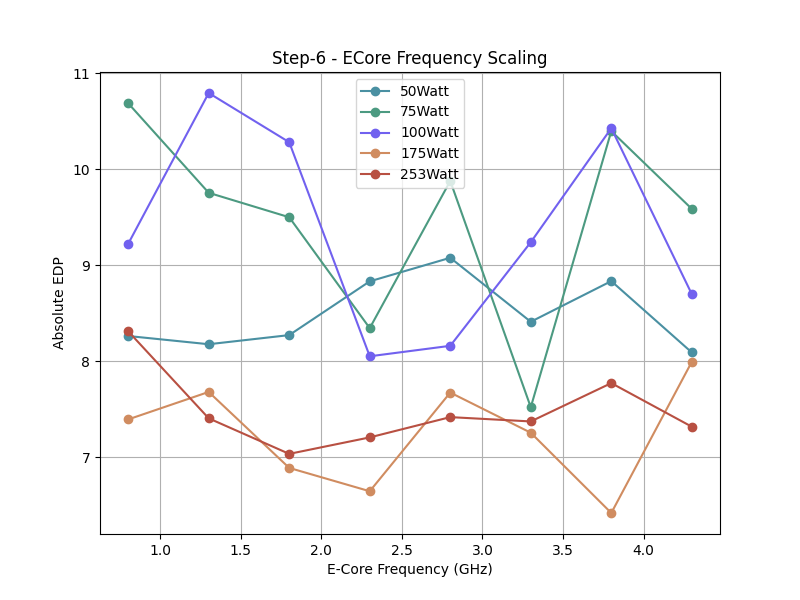 Step-6 - ECore Frequency Scaling
50Watt
75Watt
100Watt
175Watt
253Watt
Absolute EDP
11
10
9
8
7
1.0 1.5 2.0 2.5 3.0 3.5 4.0
E-Core Frequency (GHz)